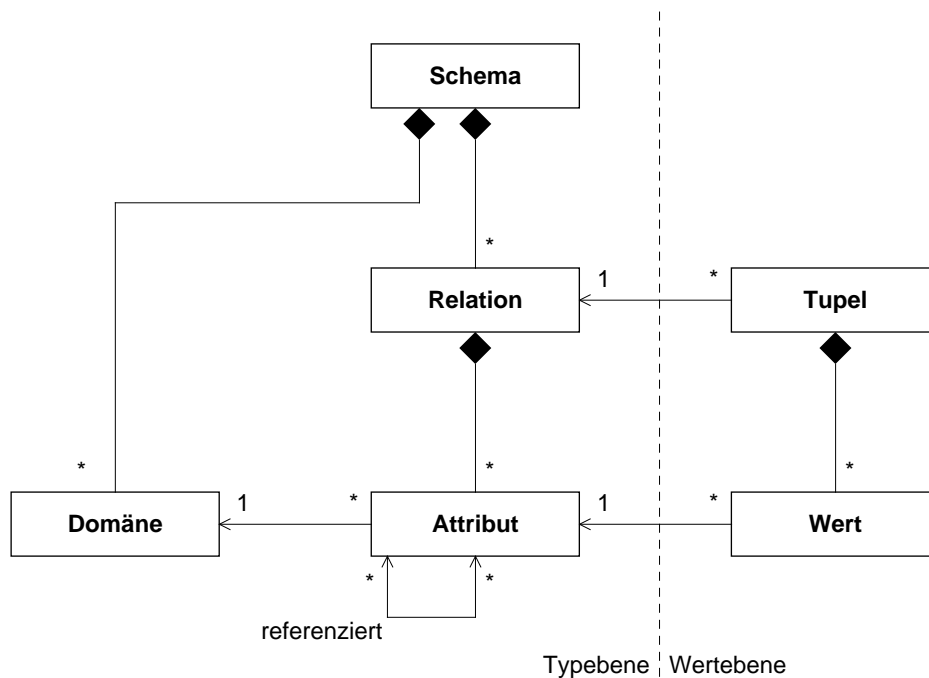 Schema
*
Relation
1
*
Tupel
*
*
*
Domäne
1
*
Attribut
1
*
Wert
*
*
referenziert
Typebene
Wertebene